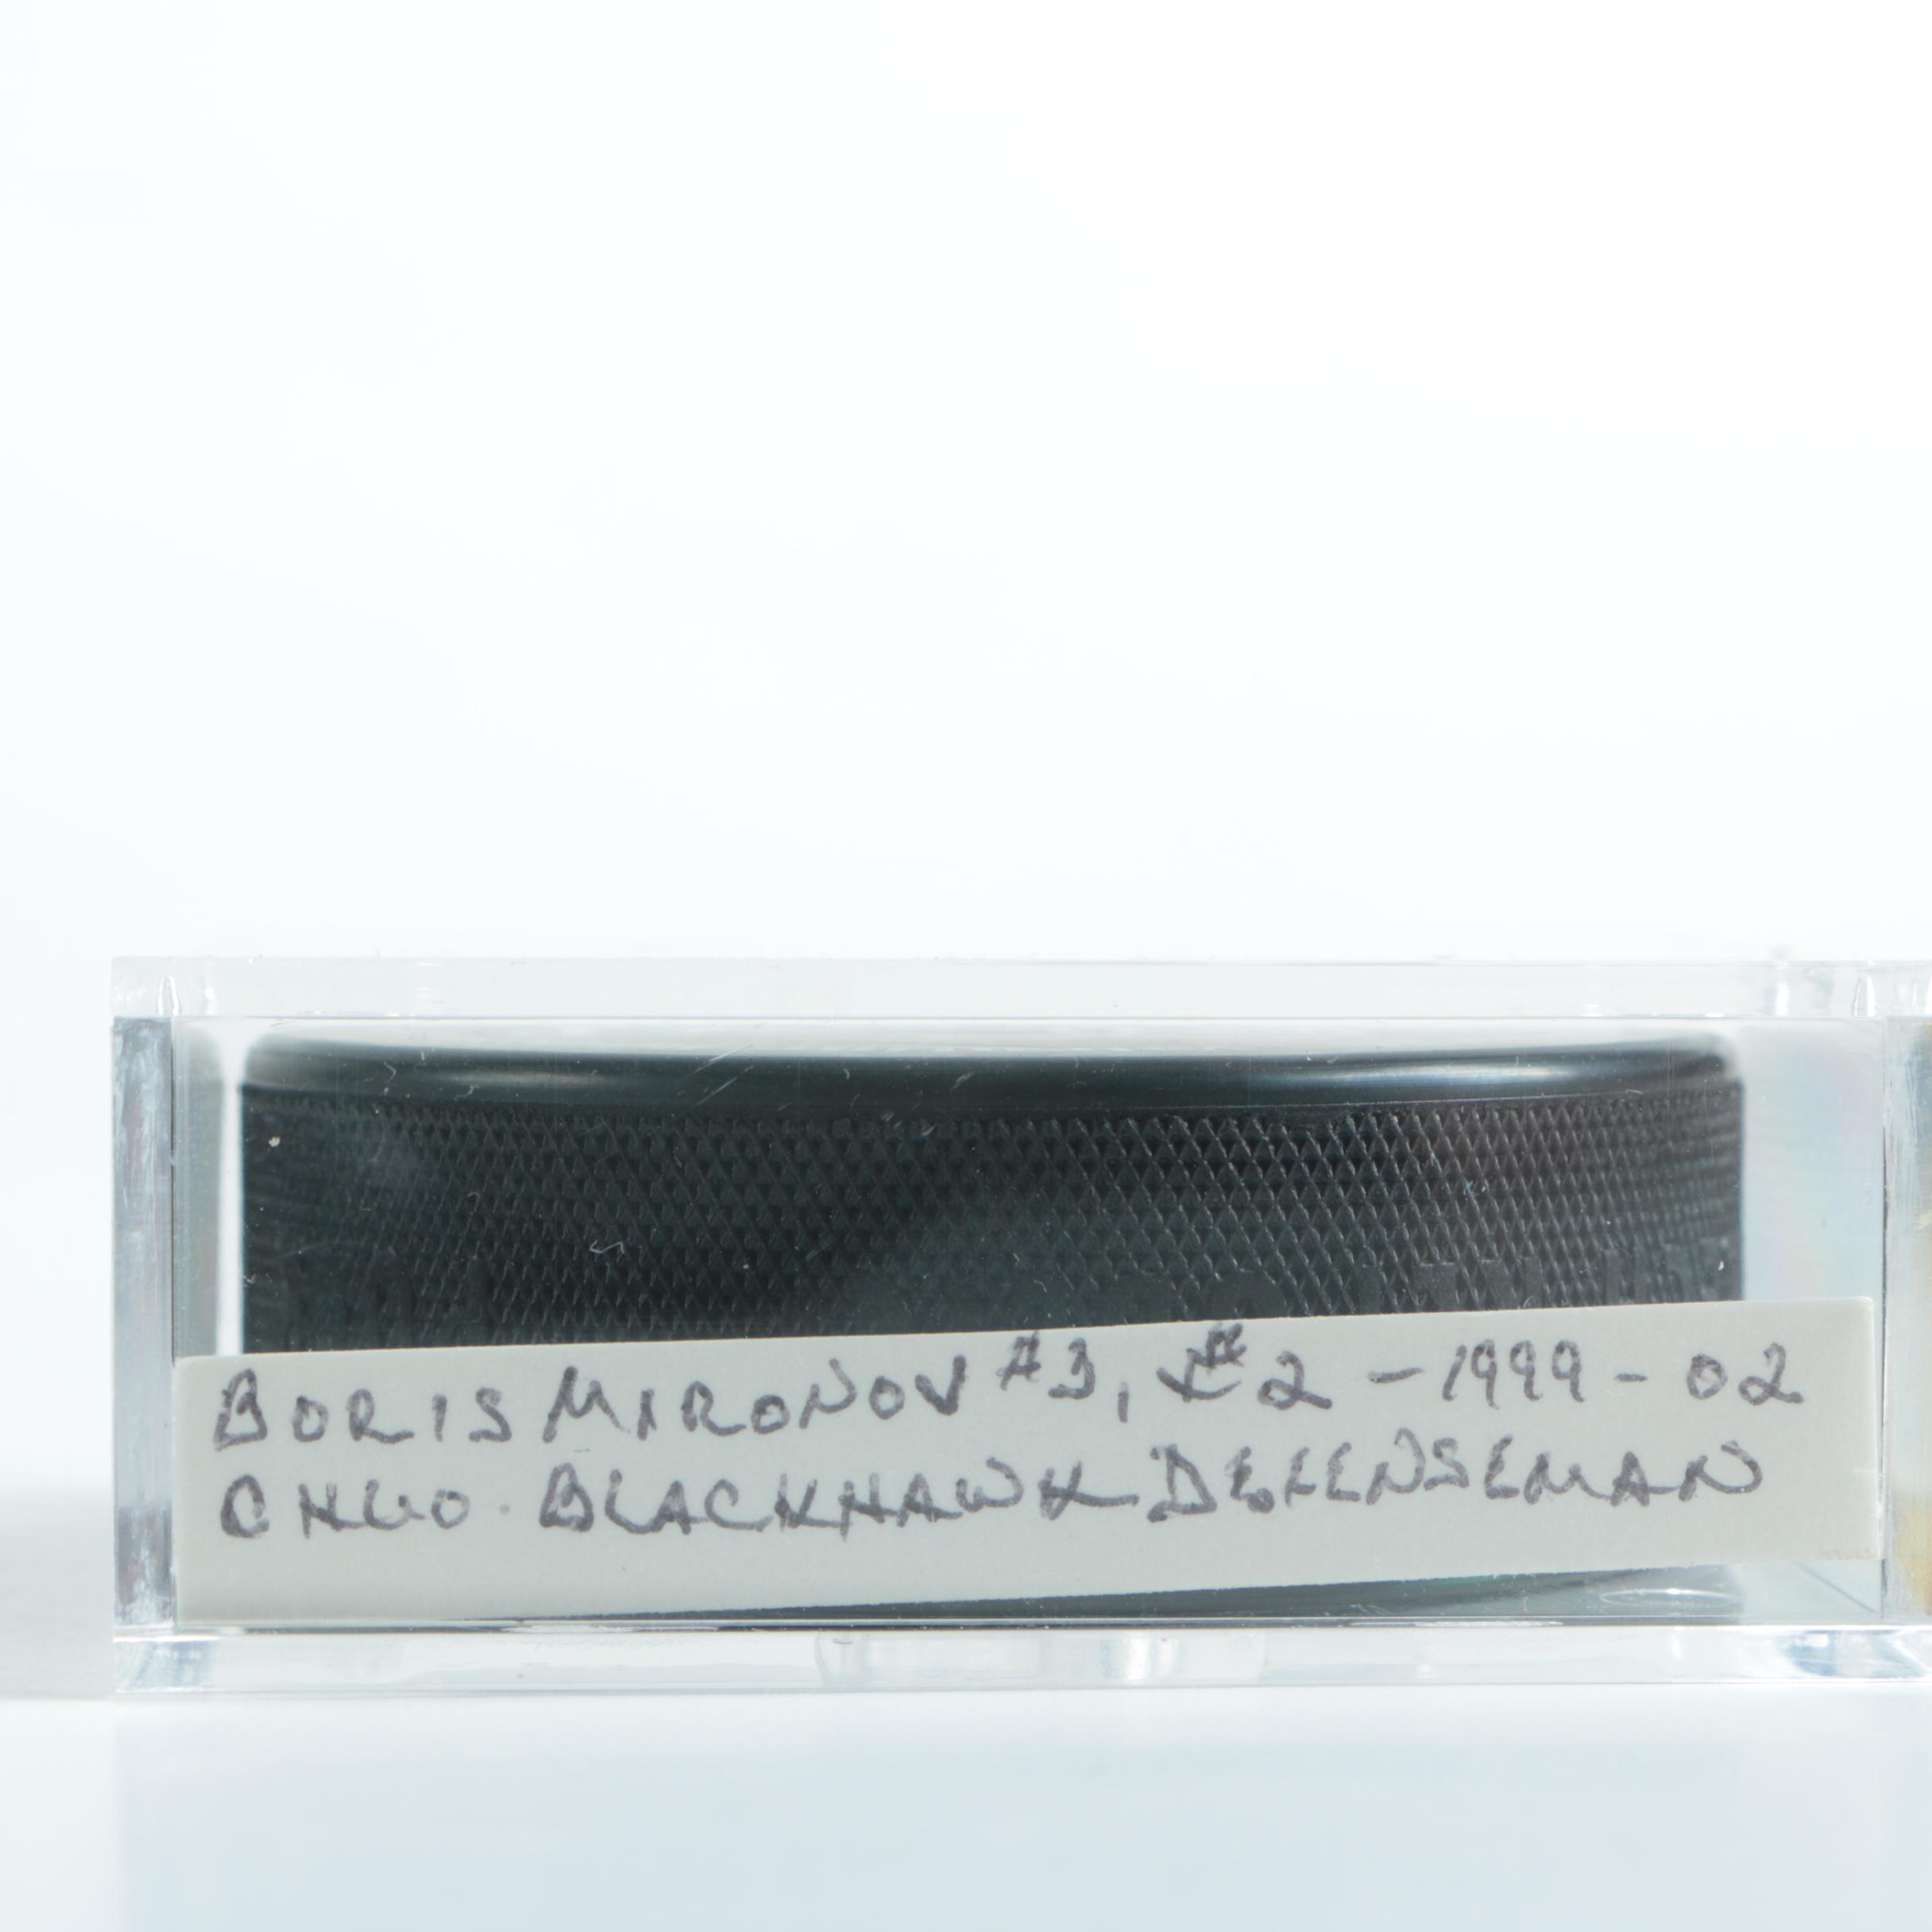 BORIS MIRONOV #3, #2 - 1999 - 02
CHGO. BLACKHAWK DEFENSEMAN